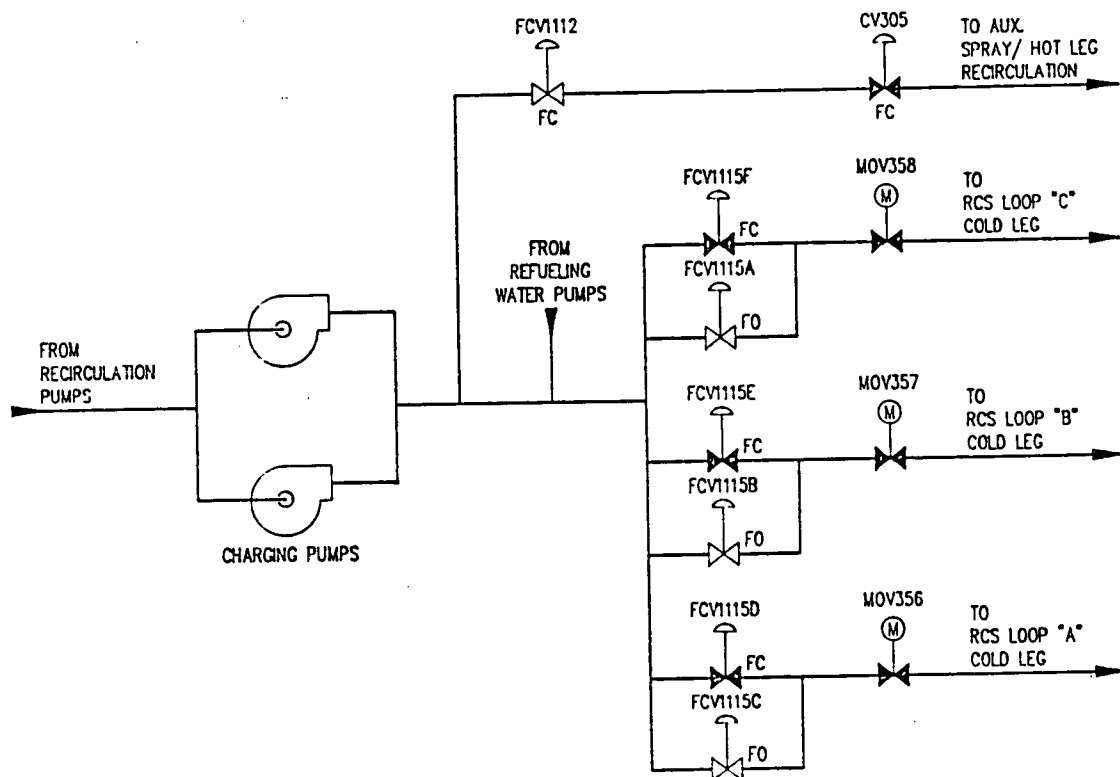 FCV1112
FC
CV305
FC
TO AUX.
SPRAY/ HOT LEG
RECIRCULATION
FCV1115F
FC
MOV358
M
TO
RCS LOOP "C"
COLD LEG
FCV1115A
FO
FROM
REFUELING
WATER PUMPS
FROM
RECIRCULATION
PUMPS
CHARGING PUMPS
FCV1115E
FC
MOV357
M
TO
RCS LOOP "B"
COLD LEG
FCV1115B
FO
FCV1115D
FC
MOV356
M
TO
RCS LOOP "A"
COLD LEG
FCV1115C
FO